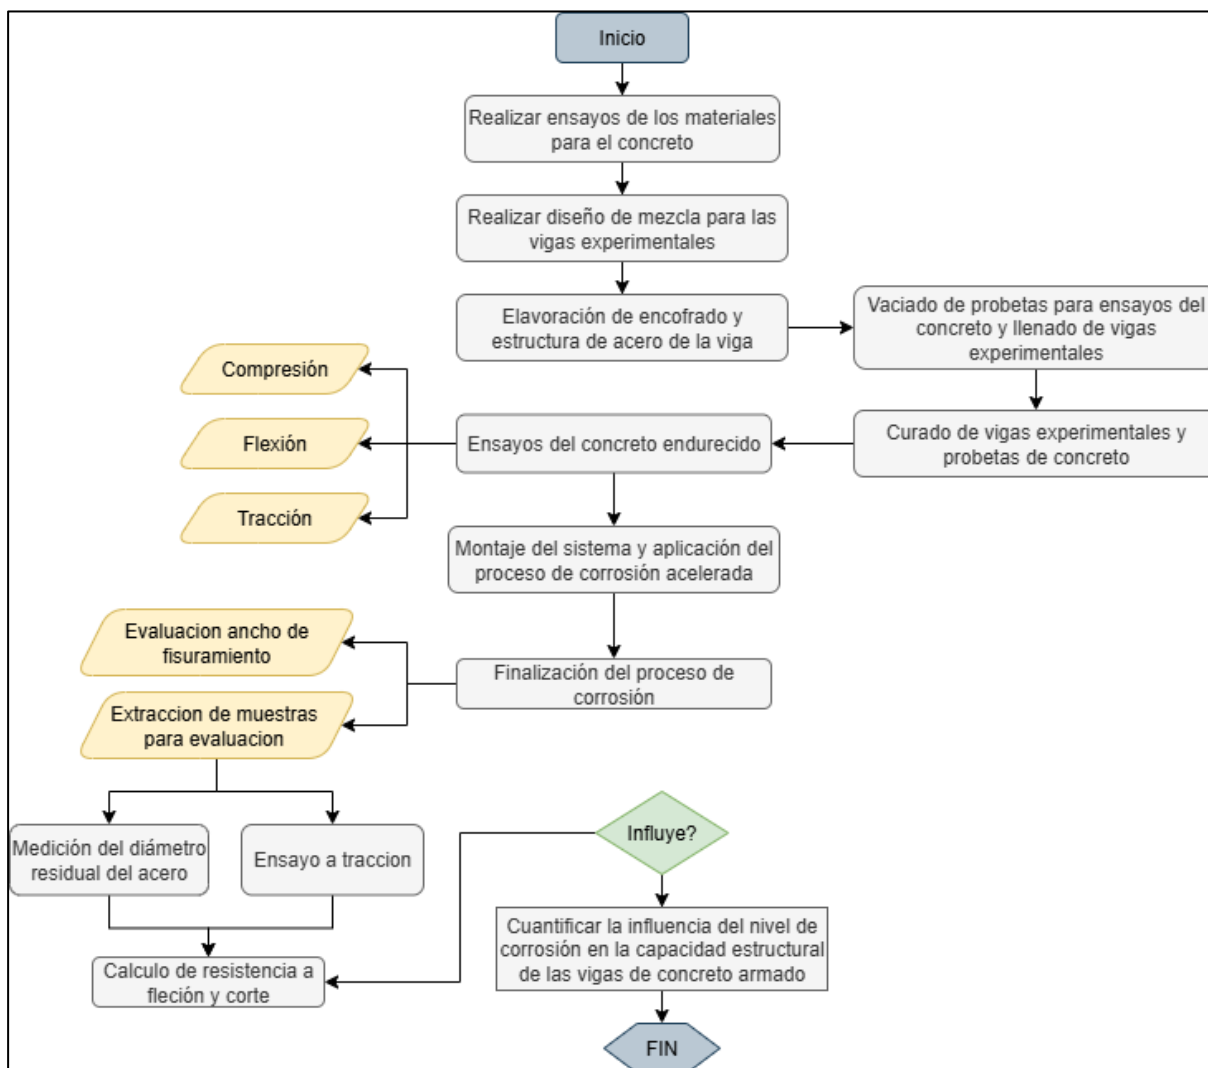 Inicio
Realizar ensayos de los materiales
para el concreto
Realizar diseño de mezcla para las
vigas experimentales
Elavoración de encofrado y
estructura de acero de la viga
Vaciado de probetas para ensayos del
concreto y llenado de vigas
experimentales
Curado de vigas experimentales y
probetas de concreto
Ensayos del concreto endurecido
Compresión
Flexión
Tracción
Montaje del sistema y aplicación del
proceso de corrosión acelerada
Finalización del proceso de
corrosión
Evaluacion ancho de
fisuramiento
Extraccion de muestras
para evaluacion
Medición del diámetro
residual del acero
Ensayo a traccion
Calculo de resistencia a
fleción y corte
Influye?
Cuantificar la influencia del nivel de
corrosión en la capacidad estructural
de las vigas de concreto armado
FIN